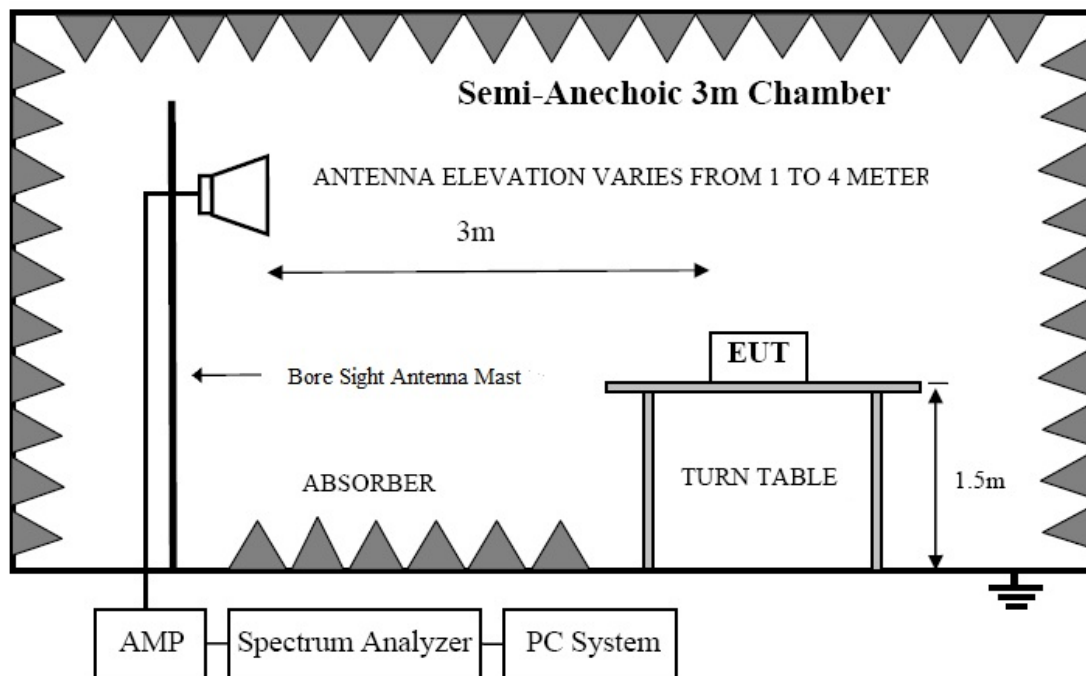 Semi-Anechoic 3m Chamber
ANTENNA ELEVATION VARIES FROM 1 TO 4 METER
3m
EUT
Bore Sight Antenna Mast
ABSORBER
TURN TABLE
1.5m
AMP
Spectrum Analyzer
PC System